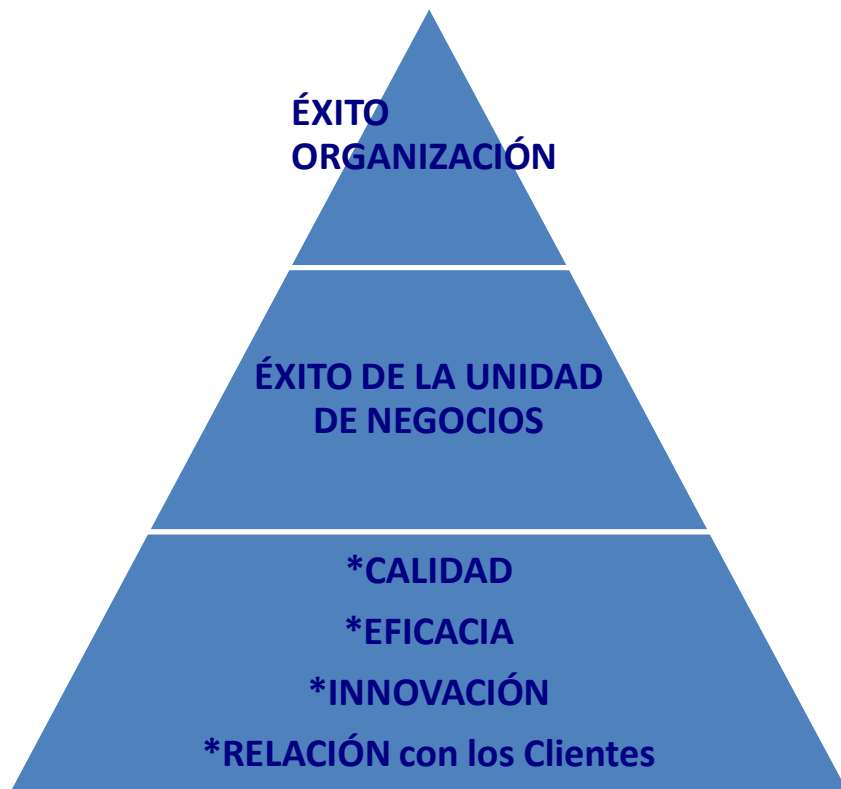 ÉXITO
ORGANIZACIÓN
ÉXITO DE LA UNIDAD
DE NEGOCIOS
*CALIDAD
*EFICACIA
*INNOVACIÓN
*RELACIÓN con los Clientes